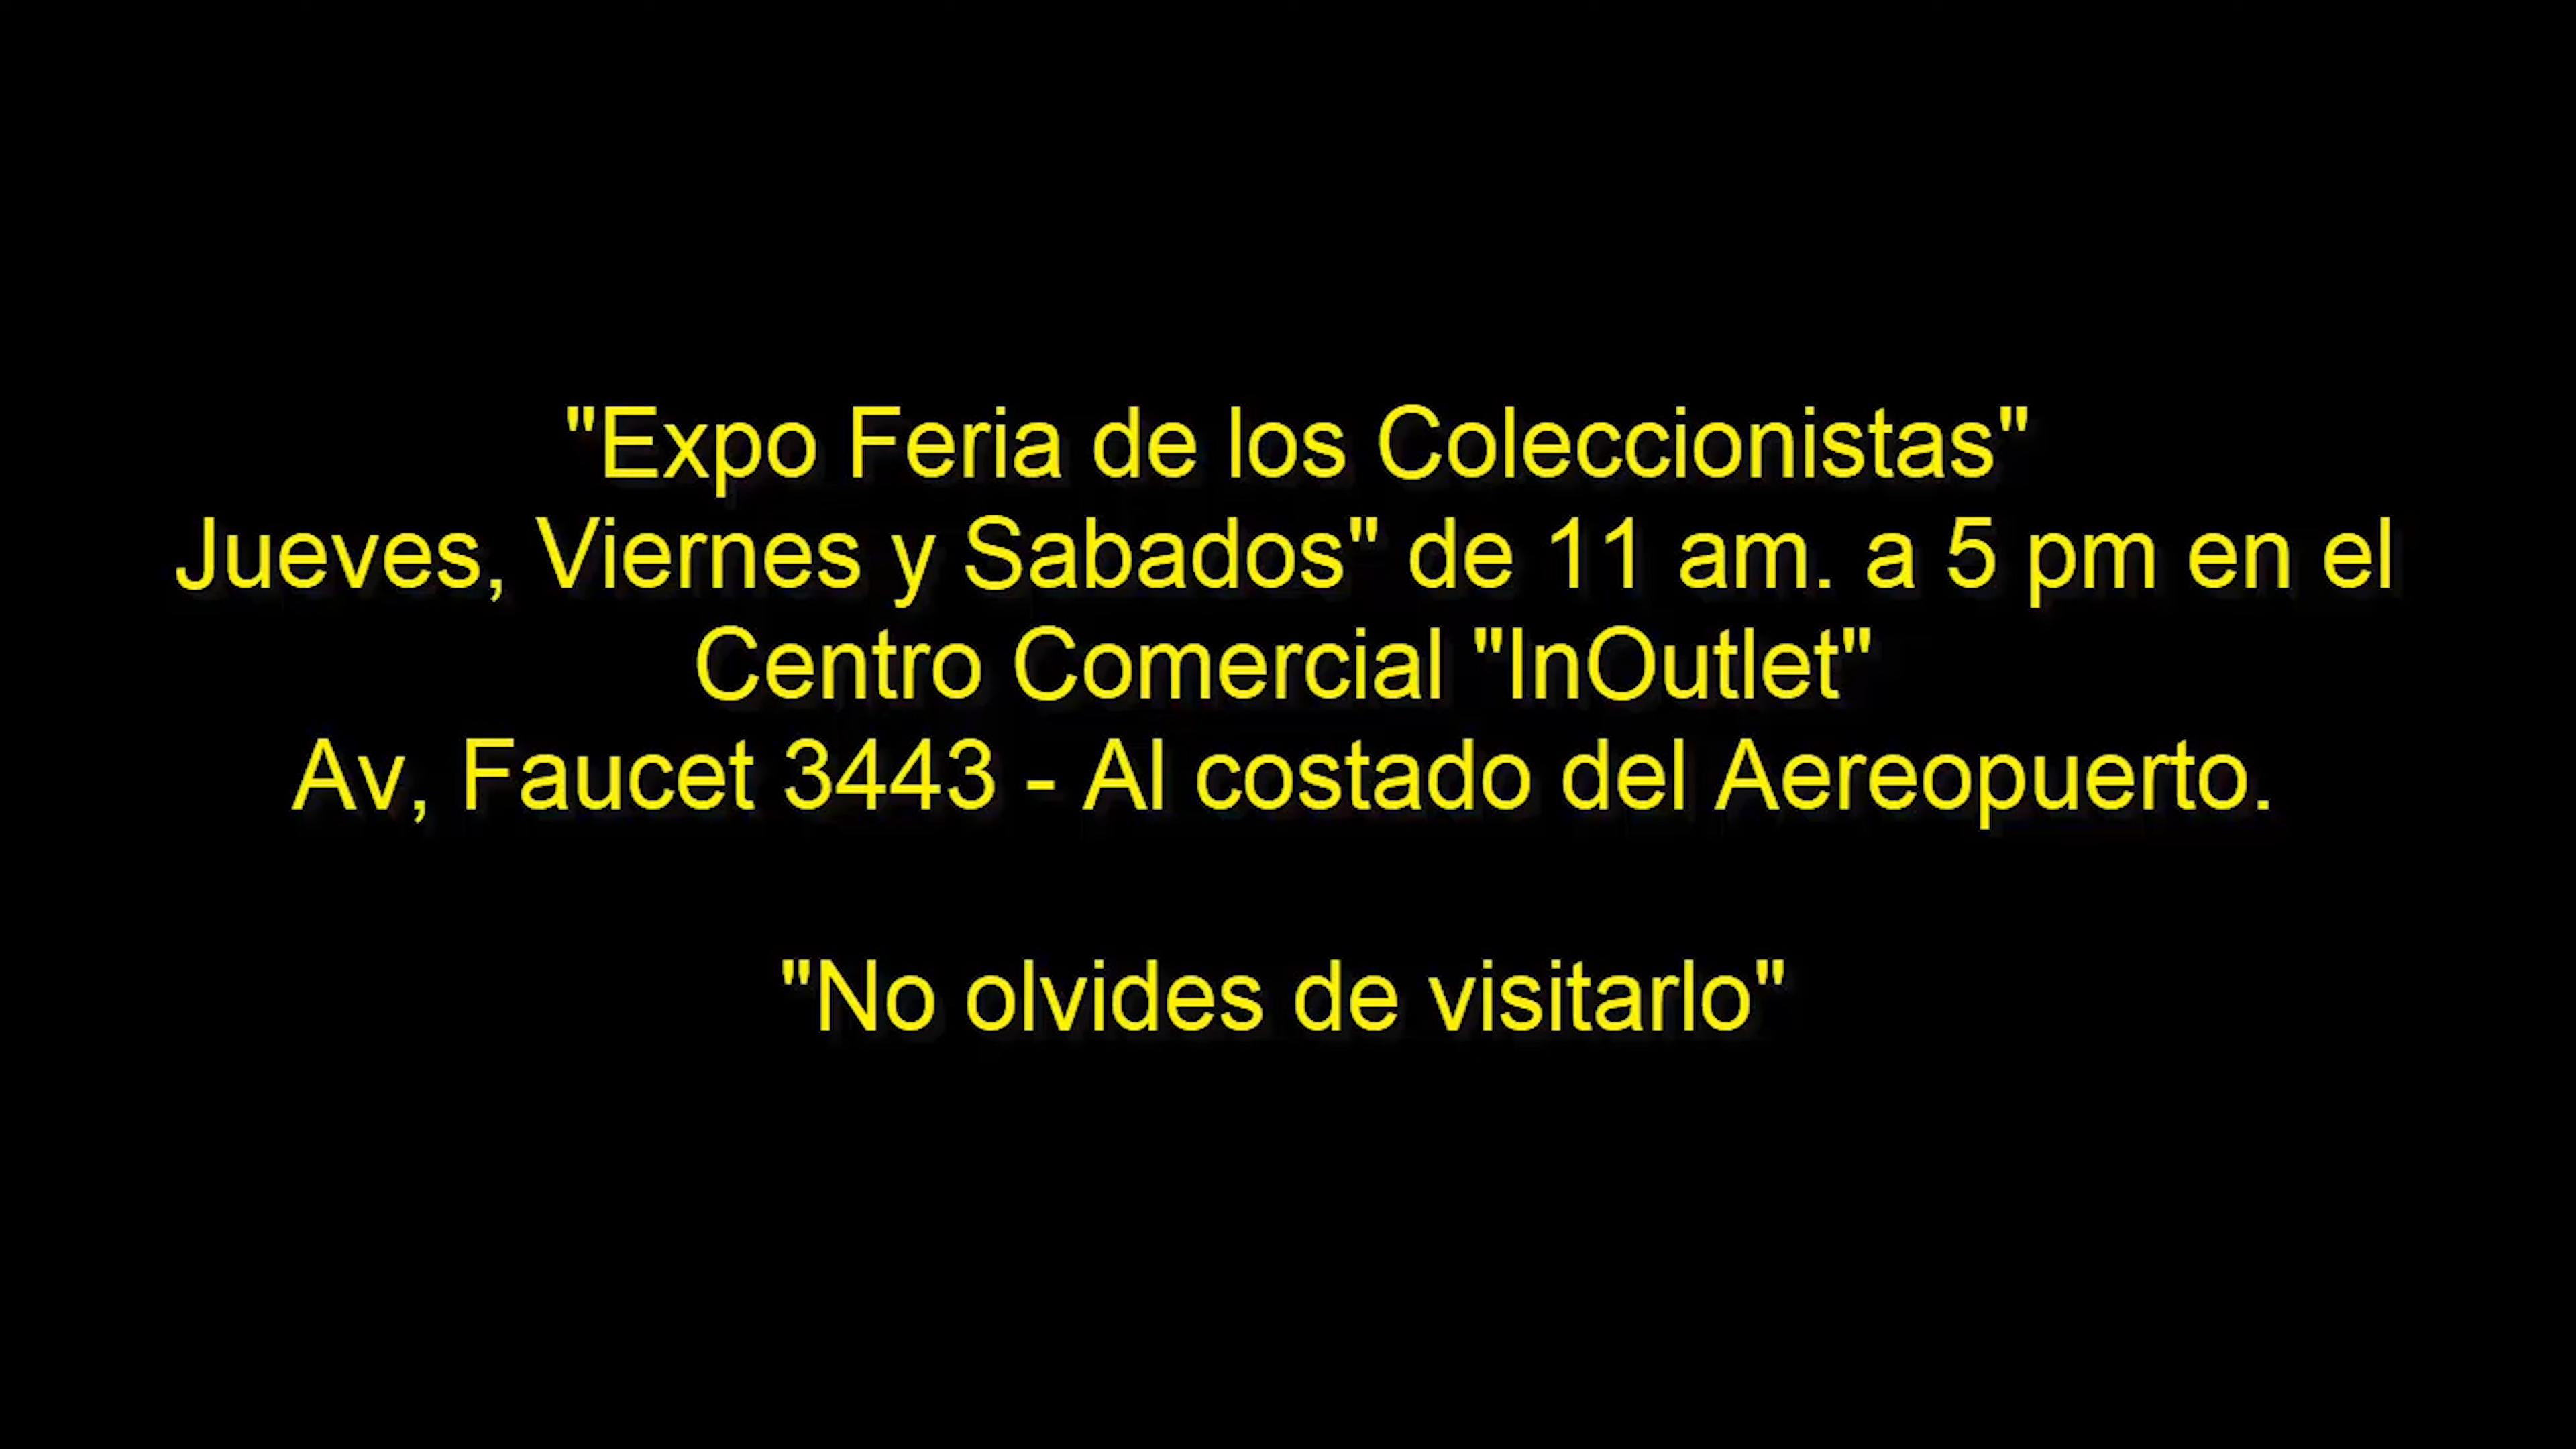 "Expo Feria de los Coleccionistas"
Jueves, Viernes y Sabados" de 11 am. a 5 pm en el
Centro Comercial "InOutlet"
Av, Faucet 3443 - Al costado del Aereopuerto.
"No olvides de visitarlo"